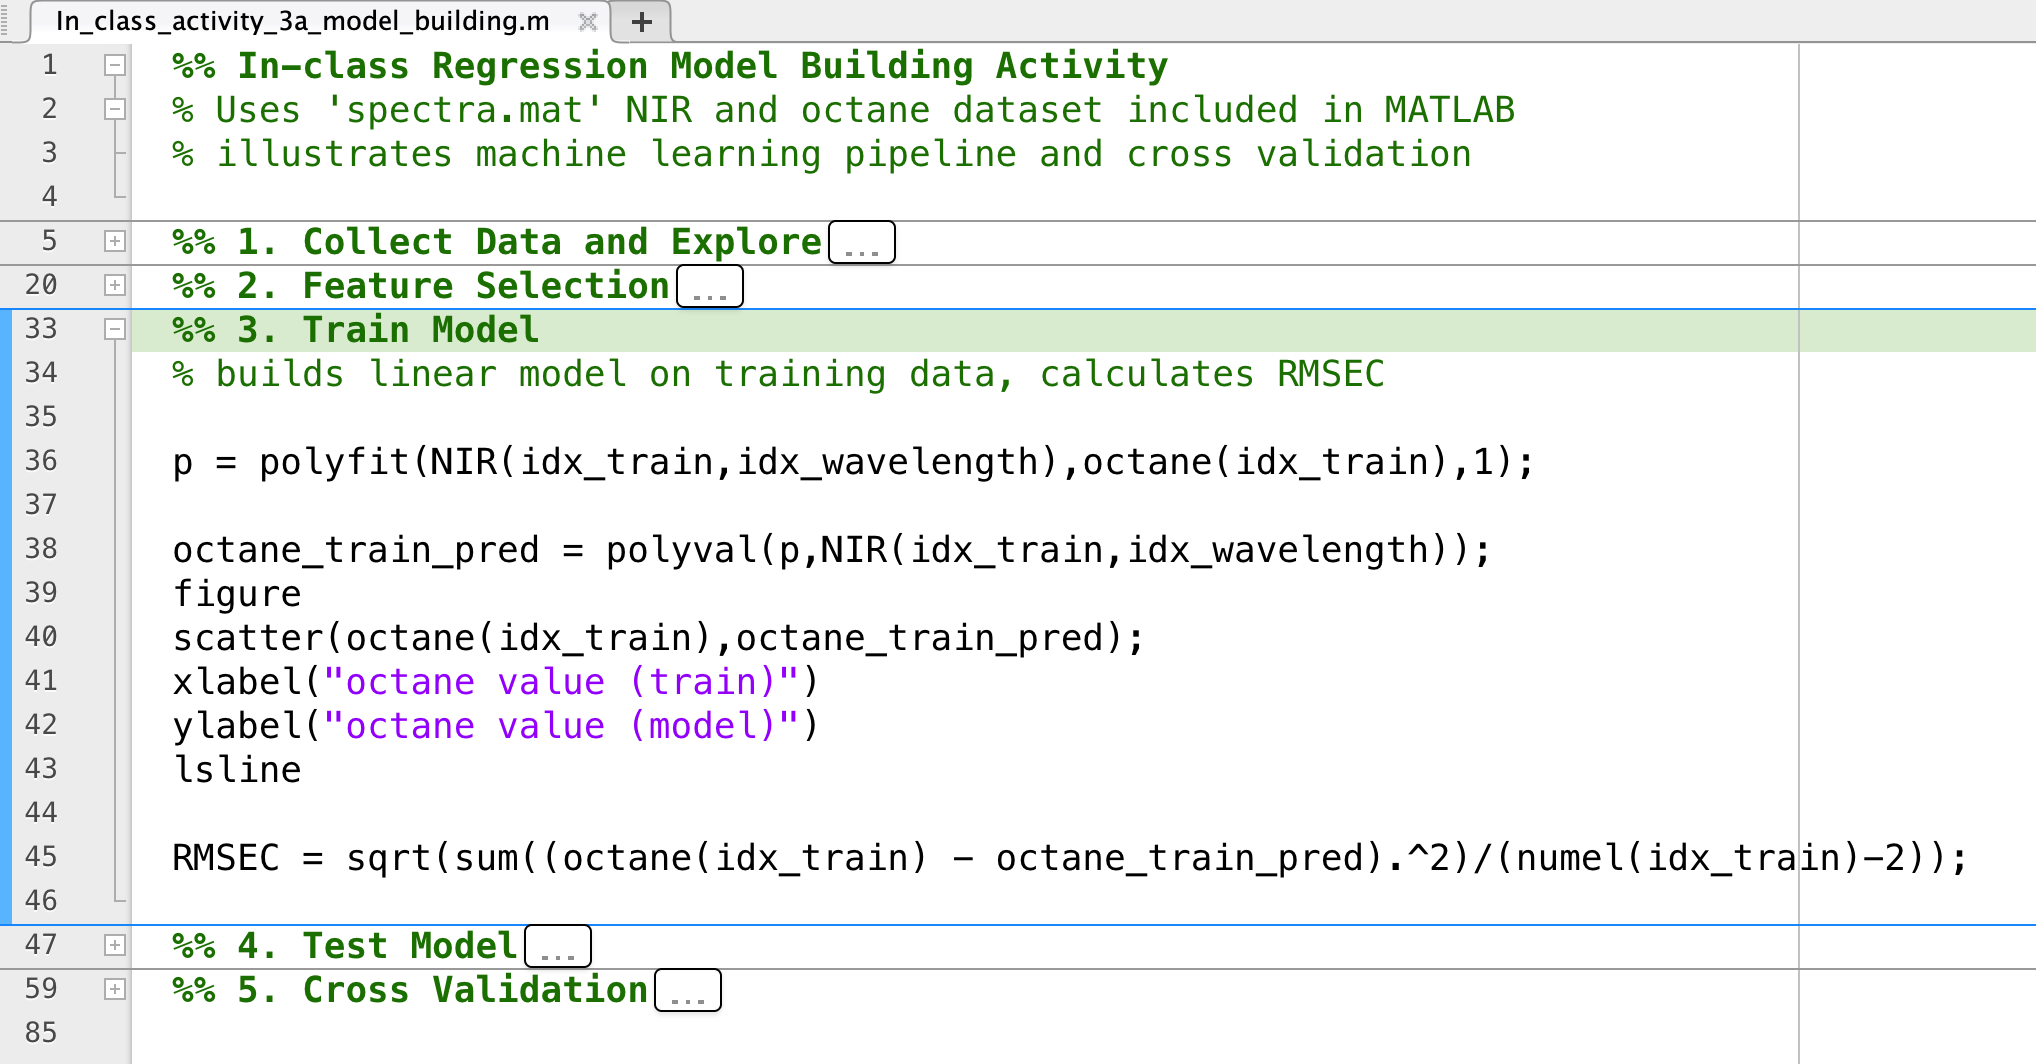 In_class_activity_3a_model_building.m
1 %% In-class Regression Model Building Activity
2 % Uses 'spectra.mat' NIR and octane dataset included in MATLAB
3 % illustrates machine learning pipeline and cross validation
4
5 %% 1. Collect Data and Explore ...
20 %% 2. Feature Selection ...
33 %% 3. Train Model
34 % builds linear model on training data, calculates RMSEC
35
36 p = polyfit(NIR(idx_train,idx_wavelength),octane(idx_train),1);
37
38 octane_train_pred = polyval(p,NIR(idx_train,idx_wavelength));
39 figure
40 scatter(octane(idx_train),octane_train_pred);
41 xlabel("octane value (train)")
42 ylabel("octane value (model)")
43 lsline
44
45 RMSEC = sqrt(sum((octane(idx_train) - octane_train_pred).^2)/(numel(idx_train)-2));
46
47 %% 4. Test Model ...
59 %% 5. Cross Validation ...
85